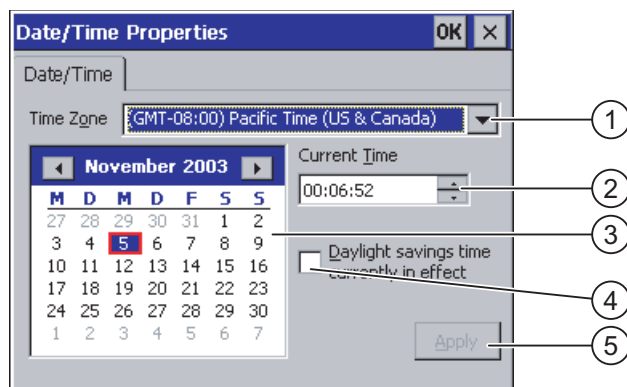 Date/Time Properties OK ×
Date/Time
Time Zone (GMT-08:00) Pacific Time (US & Canada) 1
November 2003 Current Time
00:06:52 2
M D M D F S S
27 28 29 30 31 1 2
3 4 5 6 7 8 9 3
10 11 12 13 14 15 16 Daylight savings time
17 18 19 20 21 22 23 currently in effect
24 25 26 27 28 29 30 4
1 2 3 4 5 6 7 Apply 5